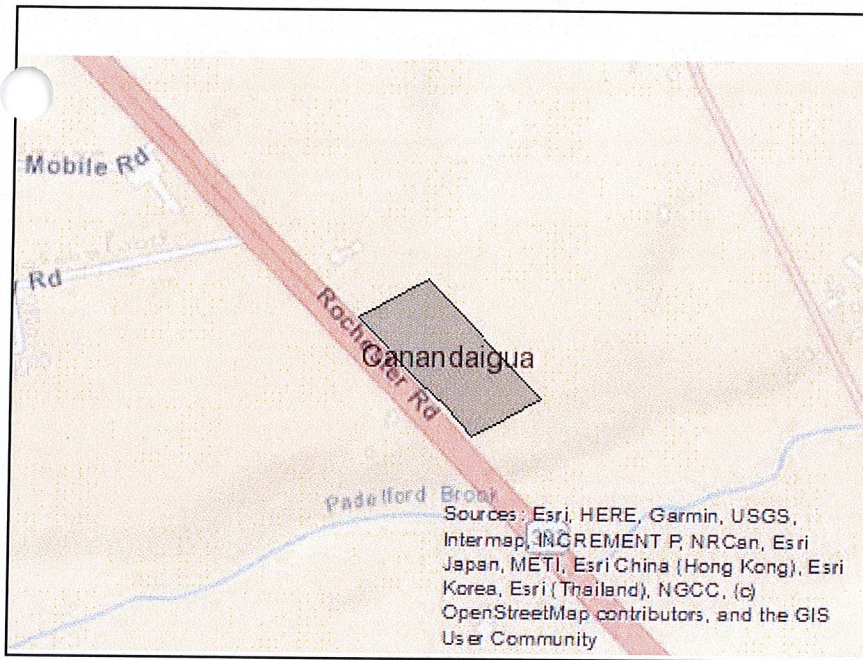 Mobile Rd
Rd
Rochester Rd
Canandaigua
Padelford Brook
Sources: Esri, HERE, Garmin, USGS,
Intermap, INCREMENT P, NRCan, Esri
Japan, METI, Esri China (Hong Kong), Esri
Korea, Esri (Thailand), NGCC, (c)
OpenStreetMap contributors, and the GIS
User Community